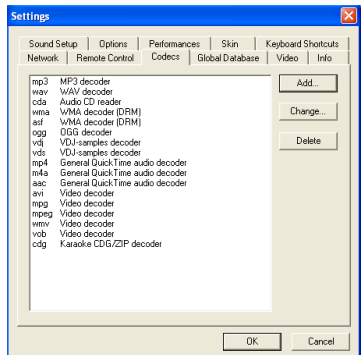 Settings
Sound Setup Options Performances Skin Keyboard Shortcuts
Network Remote Control Codecs Global Database Video Info
mp3 MP3 decoder
wav WAV decoder
cda Audio CD reader
wma WMA decoder (DRM)
asf WMA decoder (DRM)
ogg OGG decoder
vdj VDJ-samples decoder
vds VDJ-samples decoder
mp4 General QuickTime audio decoder
m4a General QuickTime audio decoder
aac General QuickTime audio decoder
avi Video decoder
mpg Video decoder
mpeg Video decoder
wmv Video decoder
vob Video decoder
cdg Karaoke CDG/ZIP decoder
Add...
Change...
Delete
OK Cancel